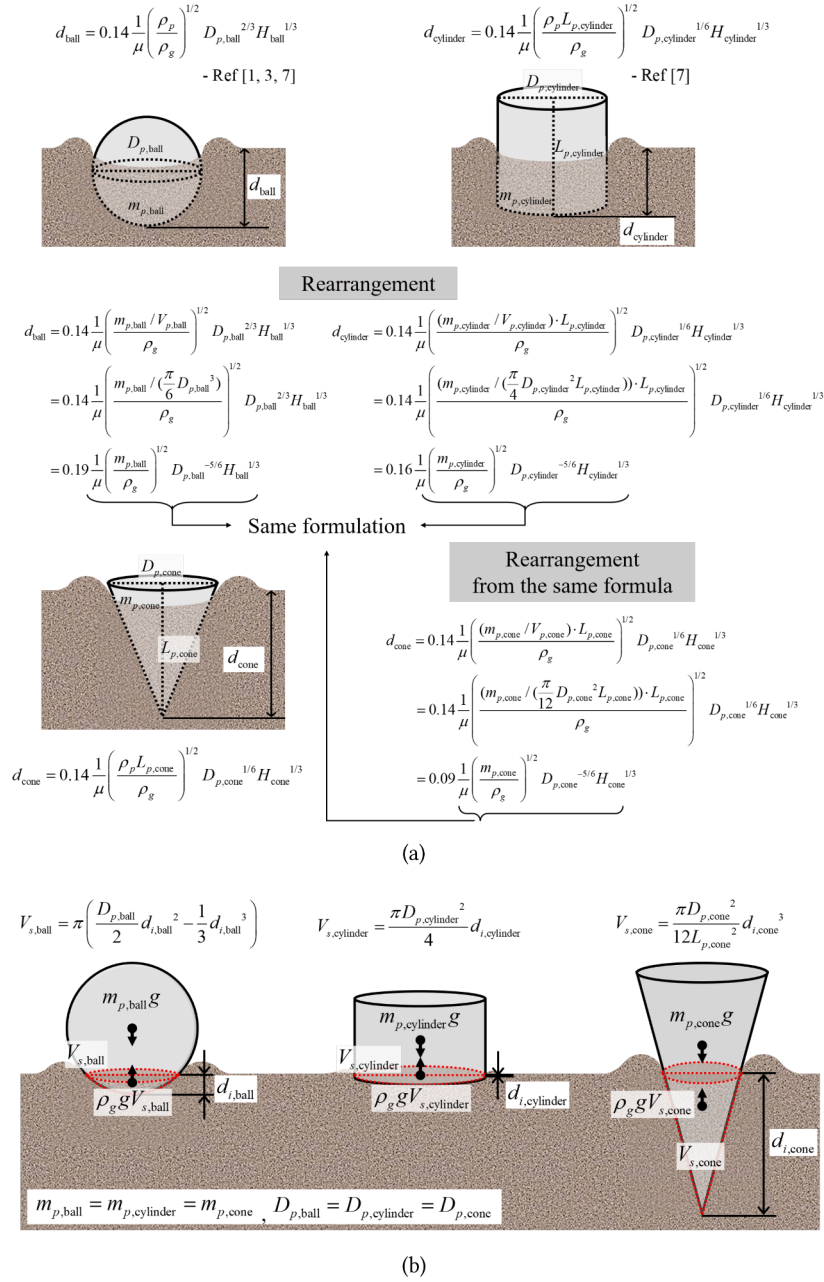 d_ball = 0.14 1/μ (ρ_p/ρ_g)^{1/2} D_{p,ball}^{2/3} H_ball^{1/3}
- Ref [1, 3, 7]
d_cylinder = 0.14 1/μ (ρ_p L_{p,cylinder}/ρ_g)^{1/2} D_{p,cylinder}^{1/6} H_cylinder^{1/3}
- Ref [7]
D_{p,ball}
m_{p,ball}
d_ball
D_{p,cylinder}
L_{p,cylinder}
m_{p,cylinder}
d_cylinder
Rearrangement
d_ball = 0.14 1/μ ((m_{p,ball} / V_{p,ball})/ρ_g)^{1/2} D_{p,ball}^{2/3} H_ball^{1/3}
= 0.14 1/μ ((m_{p,ball} / (π/6 D_{p,ball}^3))/ρ_g)^{1/2} D_{p,ball}^{2/3} H_ball^{1/3}
= 0.19 1/μ (m_{p,ball}/ρ_g)^{1/2} D_{p,ball}^{-5/6} H_ball^{1/3}
d_cylinder = 0.14 1/μ (((m_{p,cylinder} / V_{p,cylinder}) · L_{p,cylinder})/ρ_g)^{1/2} D_{p,cylinder}^{1/6} H_cylinder^{1/3}
= 0.14 1/μ (((m_{p,cylinder} / (π/4 D_{p,cylinder}^2 L_{p,cylinder})) · L_{p,cylinder})/ρ_g)^{1/2} D_{p,cylinder}^{1/6} H_cylinder^{1/3}
= 0.16 1/μ (m_{p,cylinder}/ρ_g)^{1/2} D_{p,cylinder}^{-5/6} H_cylinder^{1/3}
Same formulation
D_{p,cone}
m_{p,cone}
L_{p,cone}
d_cone
d_cone = 0.14 1/μ (ρ_p L_{p,cone}/ρ_g)^{1/2} D_{p,cone}^{1/6} H_cone^{1/3}
Rearrangement
from the same formula
d_cone = 0.14 1/μ (((m_{p,cone} / V_{p,cone}) · L_{p,cone})/ρ_g)^{1/2} D_{p,cone}^{1/6} H_cone^{1/3}
= 0.14 1/μ (((m_{p,cone} / (π/12 D_{p,cone}^2 L_{p,cone})) · L_{p,cone})/ρ_g)^{1/2} D_{p,cone}^{1/6} H_cone^{1/3}
= 0.09 1/μ (m_{p,cone}/ρ_g)^{1/2} D_{p,cone}^{-5/6} H_cone^{1/3}
(a)
V_{s,ball} = π(D_{p,ball}/2 d_{i,ball}^2 − 1/3 d_{i,ball}^3)
V_{s,cylinder} = πD_{p,cylinder}^2/4 d_{i,cylinder}
V_{s,cone} = πD_{p,cone}^2/12L_{p,cone}^2 d_{i,cone}^3
m_{p,ball}g
V_{s,ball}
ρ_g gV_{s,ball}
d_{i,ball}
m_{p,cylinder}g
V_{s,cylinder}
ρ_g gV_{s,cylinder}
d_{i,cylinder}
m_{p,cone}g
ρ_g gV_{s,cone}
V_{s,cone}
d_{i,cone}
m_{p,ball} = m_{p,cylinder} = m_{p,cone} , D_{p,ball} = D_{p,cylinder} = D_{p,cone}
(b)